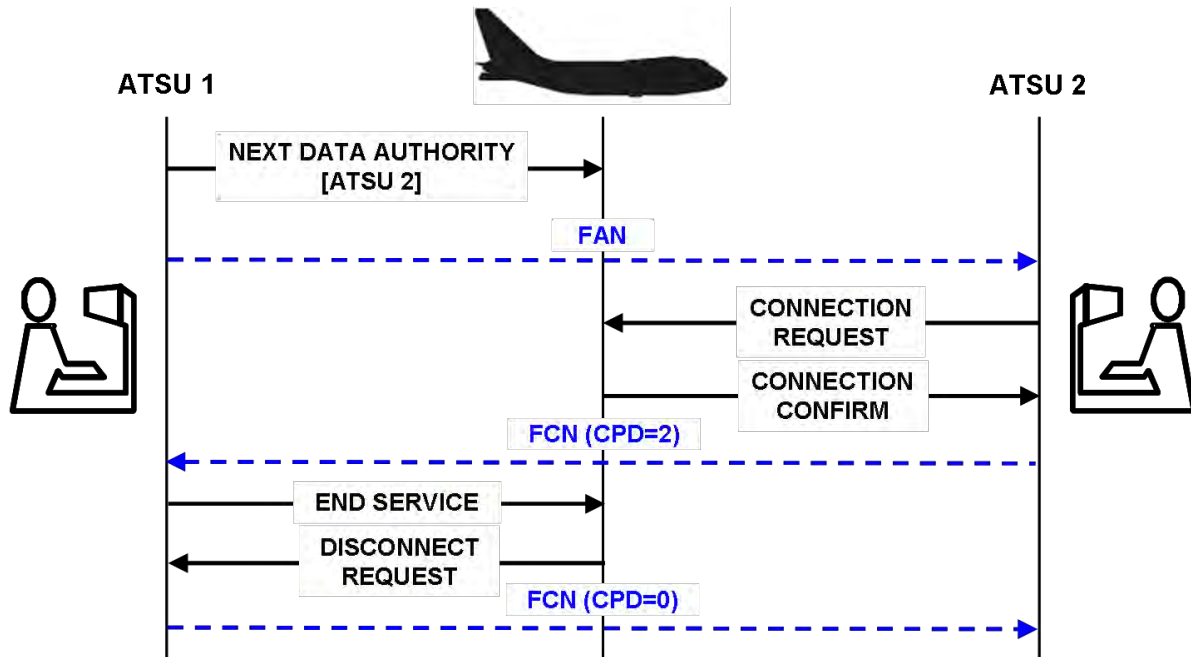 ATSU 1
ATSU 2
NEXT DATA AUTHORITY
[ATSU 2]
FAN
CONNECTION
REQUEST
CONNECTION
CONFIRM
FCN (CPD=2)
END SERVICE
DISCONNECT
REQUEST
FCN (CPD=0)